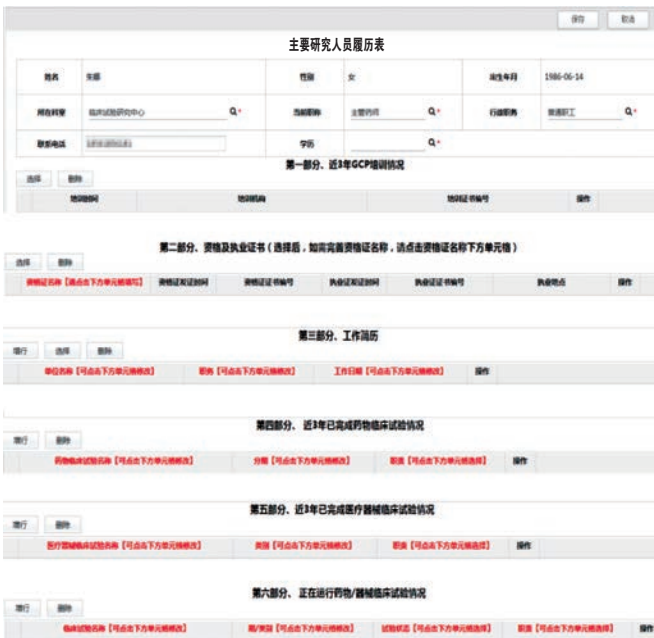 保存 取消
主要研究人员履历表
姓名 朱娜 性别 女 出生年月 1986-06-14
所在科室 临床试验研究中心 * 当前职称 主管药师 * 行政职务 普通职工 *
联系电话 学历 *
第一部分、近3年GCP培训情况
选择 删除
培训时间 培训机构 培训证书编号 操作
第二部分、资格及执业证书（选择后，如需完善资格证名称，请点击资格证名称下方单元格）
选择 删除
资格证名称【请点击下方单元格填写】 资格证发证时间 资格证证书编号 执业证发证时间 执业证证书编号 执业地点 操作
第三部分、工作简历
增行 选择 删除
单位名称【可点击下方单元格修改】 职务【可点击下方单元格修改】 工作日期【可点击下方单元格修改】 操作
第四部分、 近3年已完成药物临床试验情况
增行 删除
药物临床试验名称【可点击下方单元格修改】 分期【可点击下方单元格修改】 职责【可点击下方单元格选择】 操作
第五部分、近3年已完成医疗器械临床试验情况
增行 删除
医疗器械临床试验名称【可点击下方单元格修改】 类别【可点击下方单元格修改】 职责【可点击下方单元格选择】 操作
第六部分、 正在运行药物/器械临床试验情况
增行 删除
临床试验名称【可点击下方单元格修改】 期/类别【可点击下方单元格修改】 试验状态【可点击下方单元格选择】 职责【可点击下方单元格选择】 操作